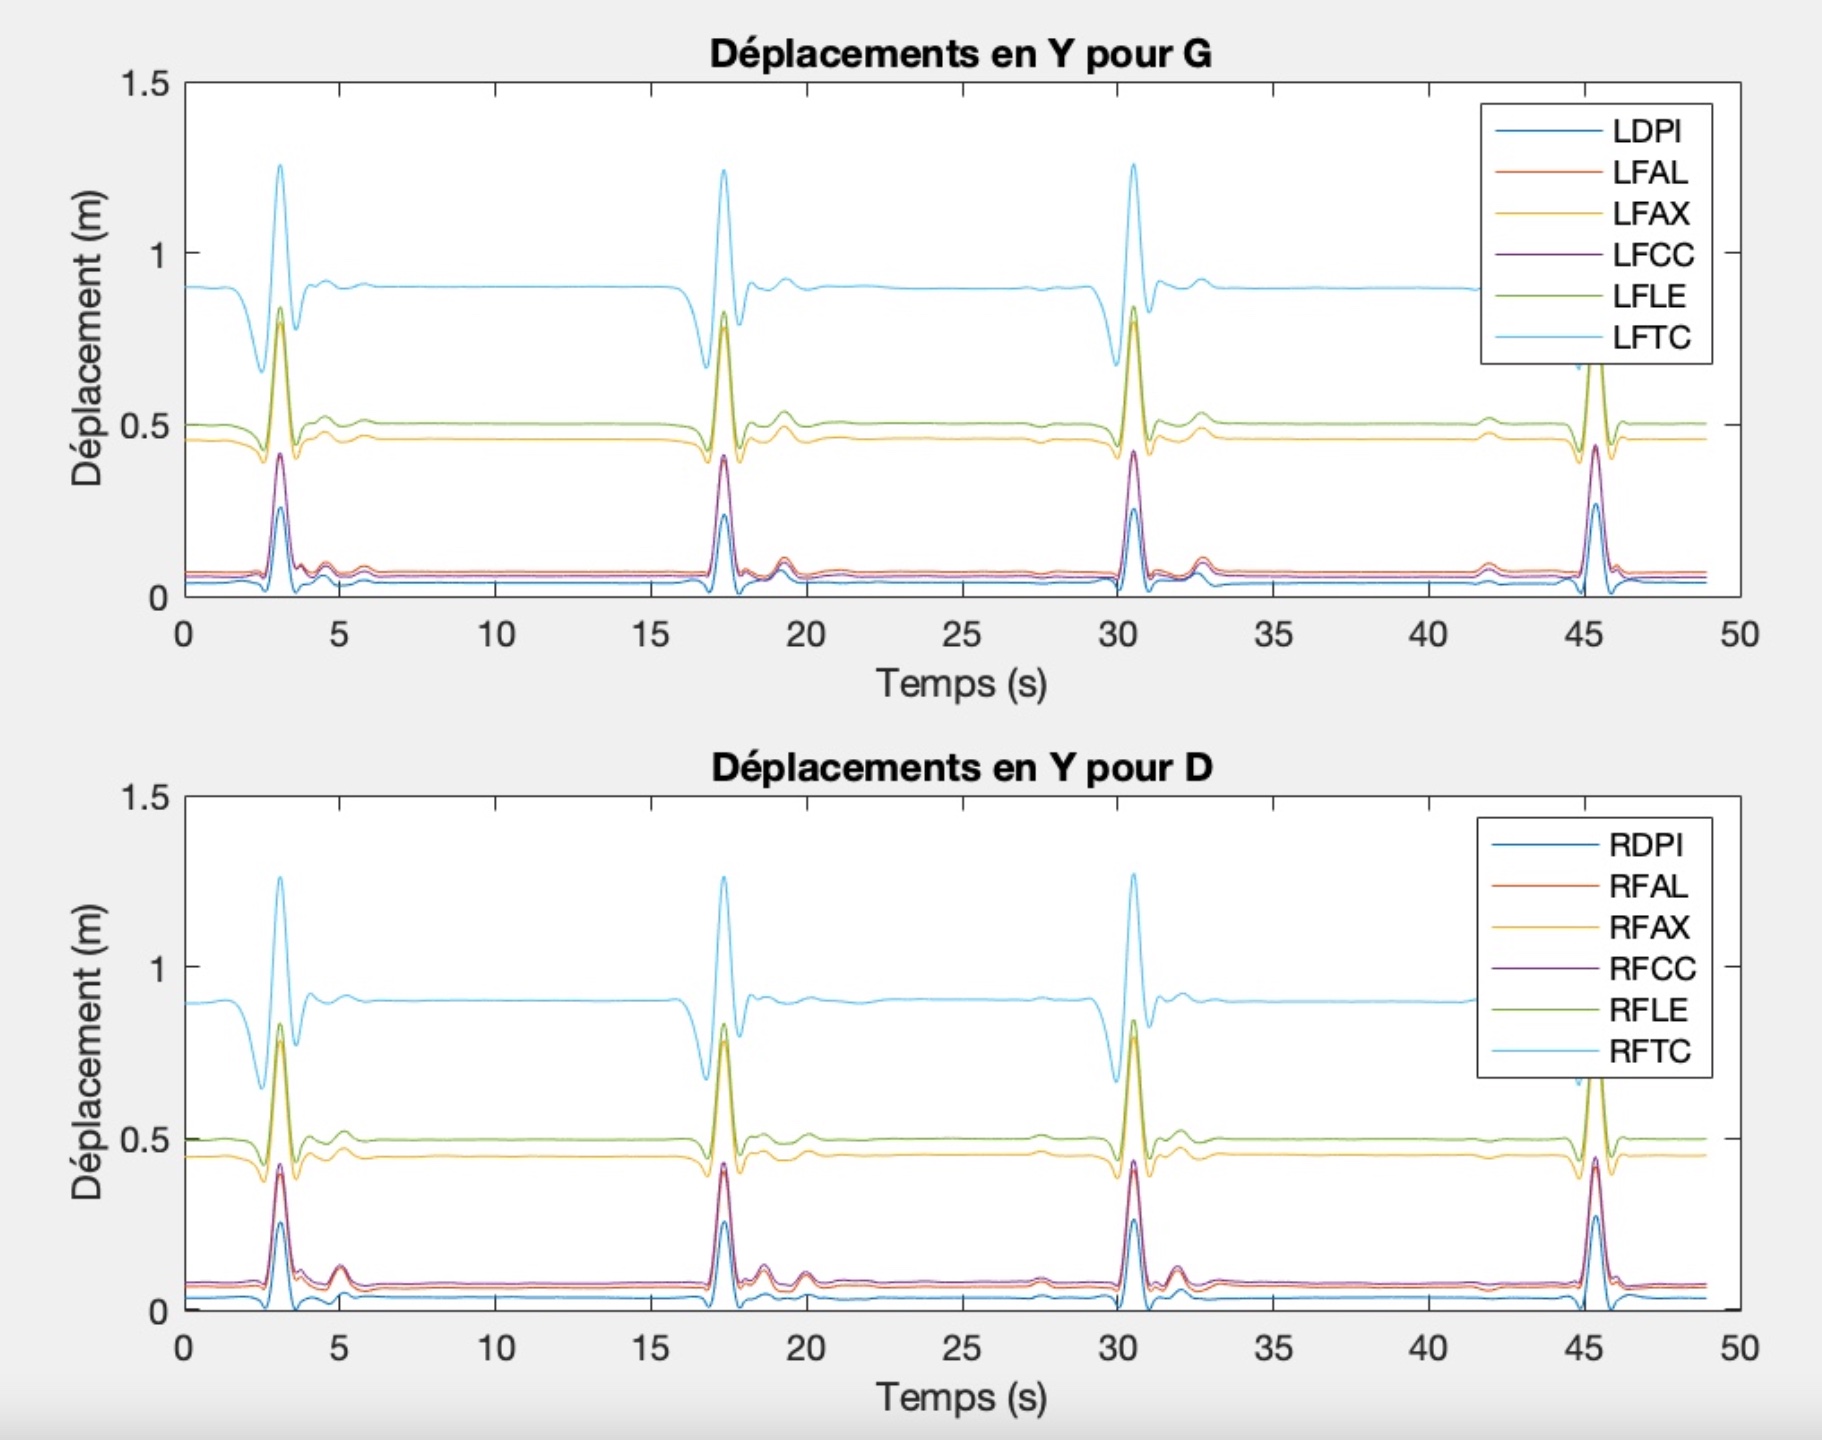 Déplacements en Y pour G
1.5
1
0.5
0
Déplacement (m)
LDPI
LFAL
LFAX
LFCC
LFLE
LFTC
0 5 10 15 20 25 30 35 40 45 50
Temps (s)
Déplacements en Y pour D
1.5
1
0.5
0
Déplacement (m)
RDPI
RFAL
RFAX
RFCC
RFLE
RFTC
0 5 10 15 20 25 30 35 40 45 50
Temps (s)